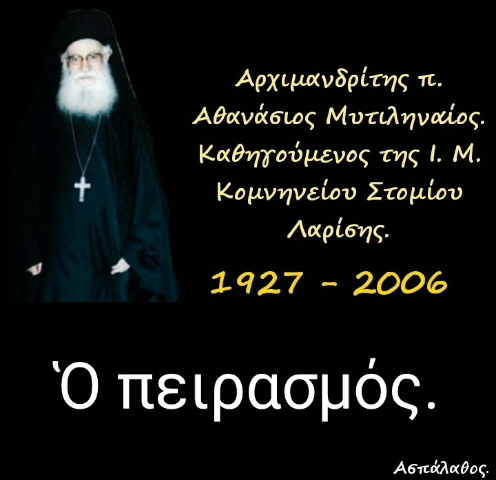 Αρχιμανδρίτης π.
Αθανάσιος Μυτιληναίος.
Καθηγούμενος της Ι. Μ.
Κομνηνείου Στομίου
Λαρίσης.
1927 - 2006
Ὁ πειρασμός.
Ασπάλαθος.